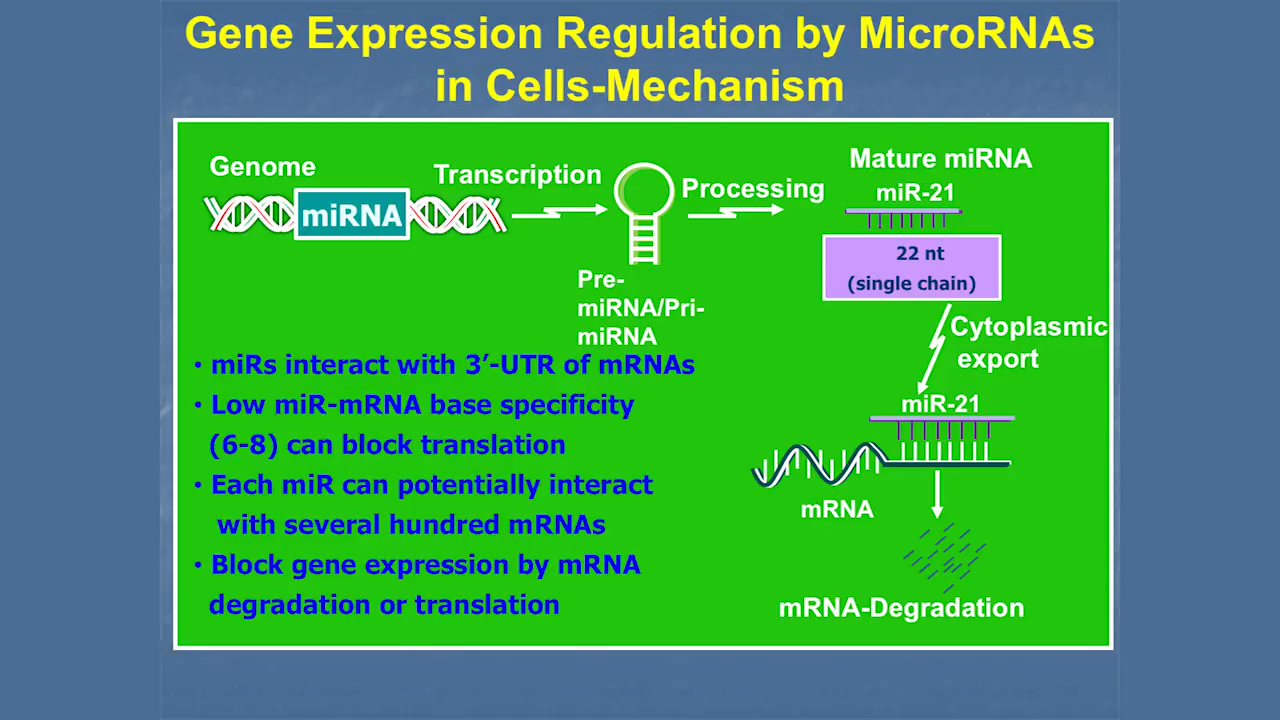 Gene Expression Regulation by MicroRNAs
in Cells-Mechanism
Genome
miRNA
Transcription
Pre-
miRNA/Pri-
miRNA
Processing
Mature miRNA
miR-21
22 nt
(single chain)
Cytoplasmic
export
miR-21
mRNA
mRNA-Degradation
• miRs interact with 3’-UTR of mRNAs
• Low miR-mRNA base specificity
(6-8) can block translation
• Each miR can potentially interact
with several hundred mRNAs
• Block gene expression by mRNA
degradation or translation